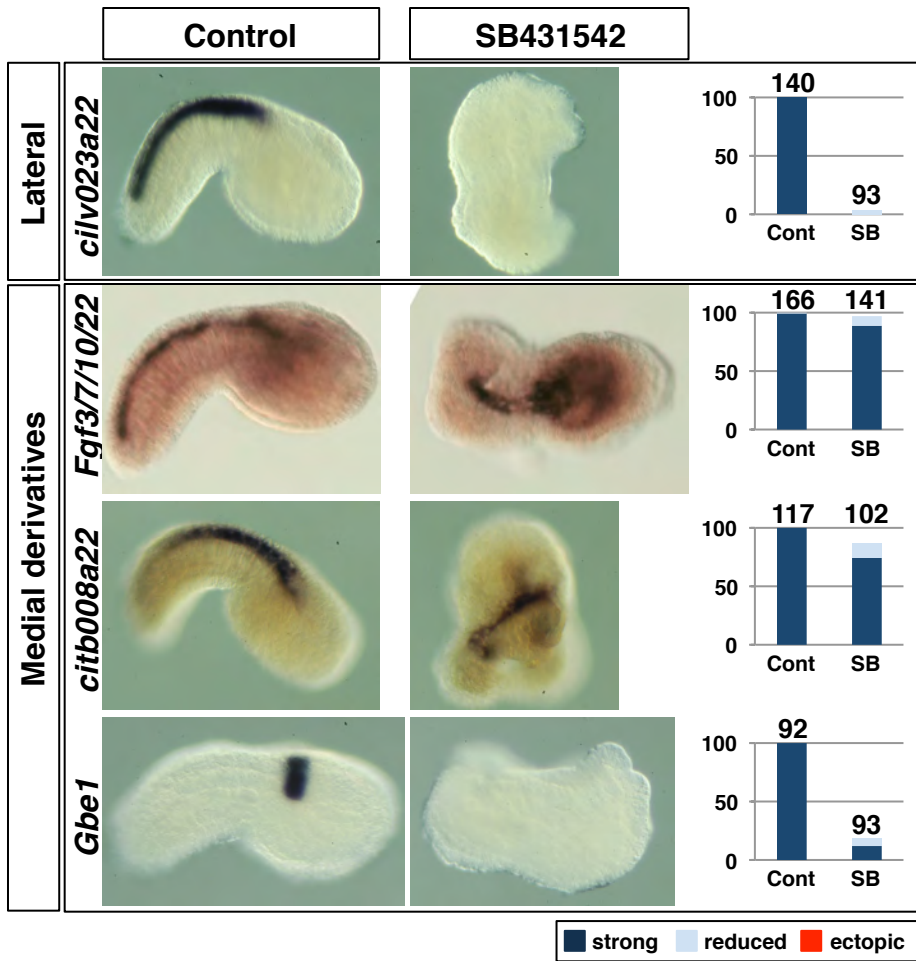 Control
SB431542
Lateral
cilv023a22
100
50
0
140
93
Cont
SB
Medial derivatives
Fgf3/7/10/22
100
50
0
166
141
Cont
SB
citb008a22
100
50
0
117
102
Cont
SB
Gbe1
100
50
0
92
93
Cont
SB
strong
reduced
ectopic